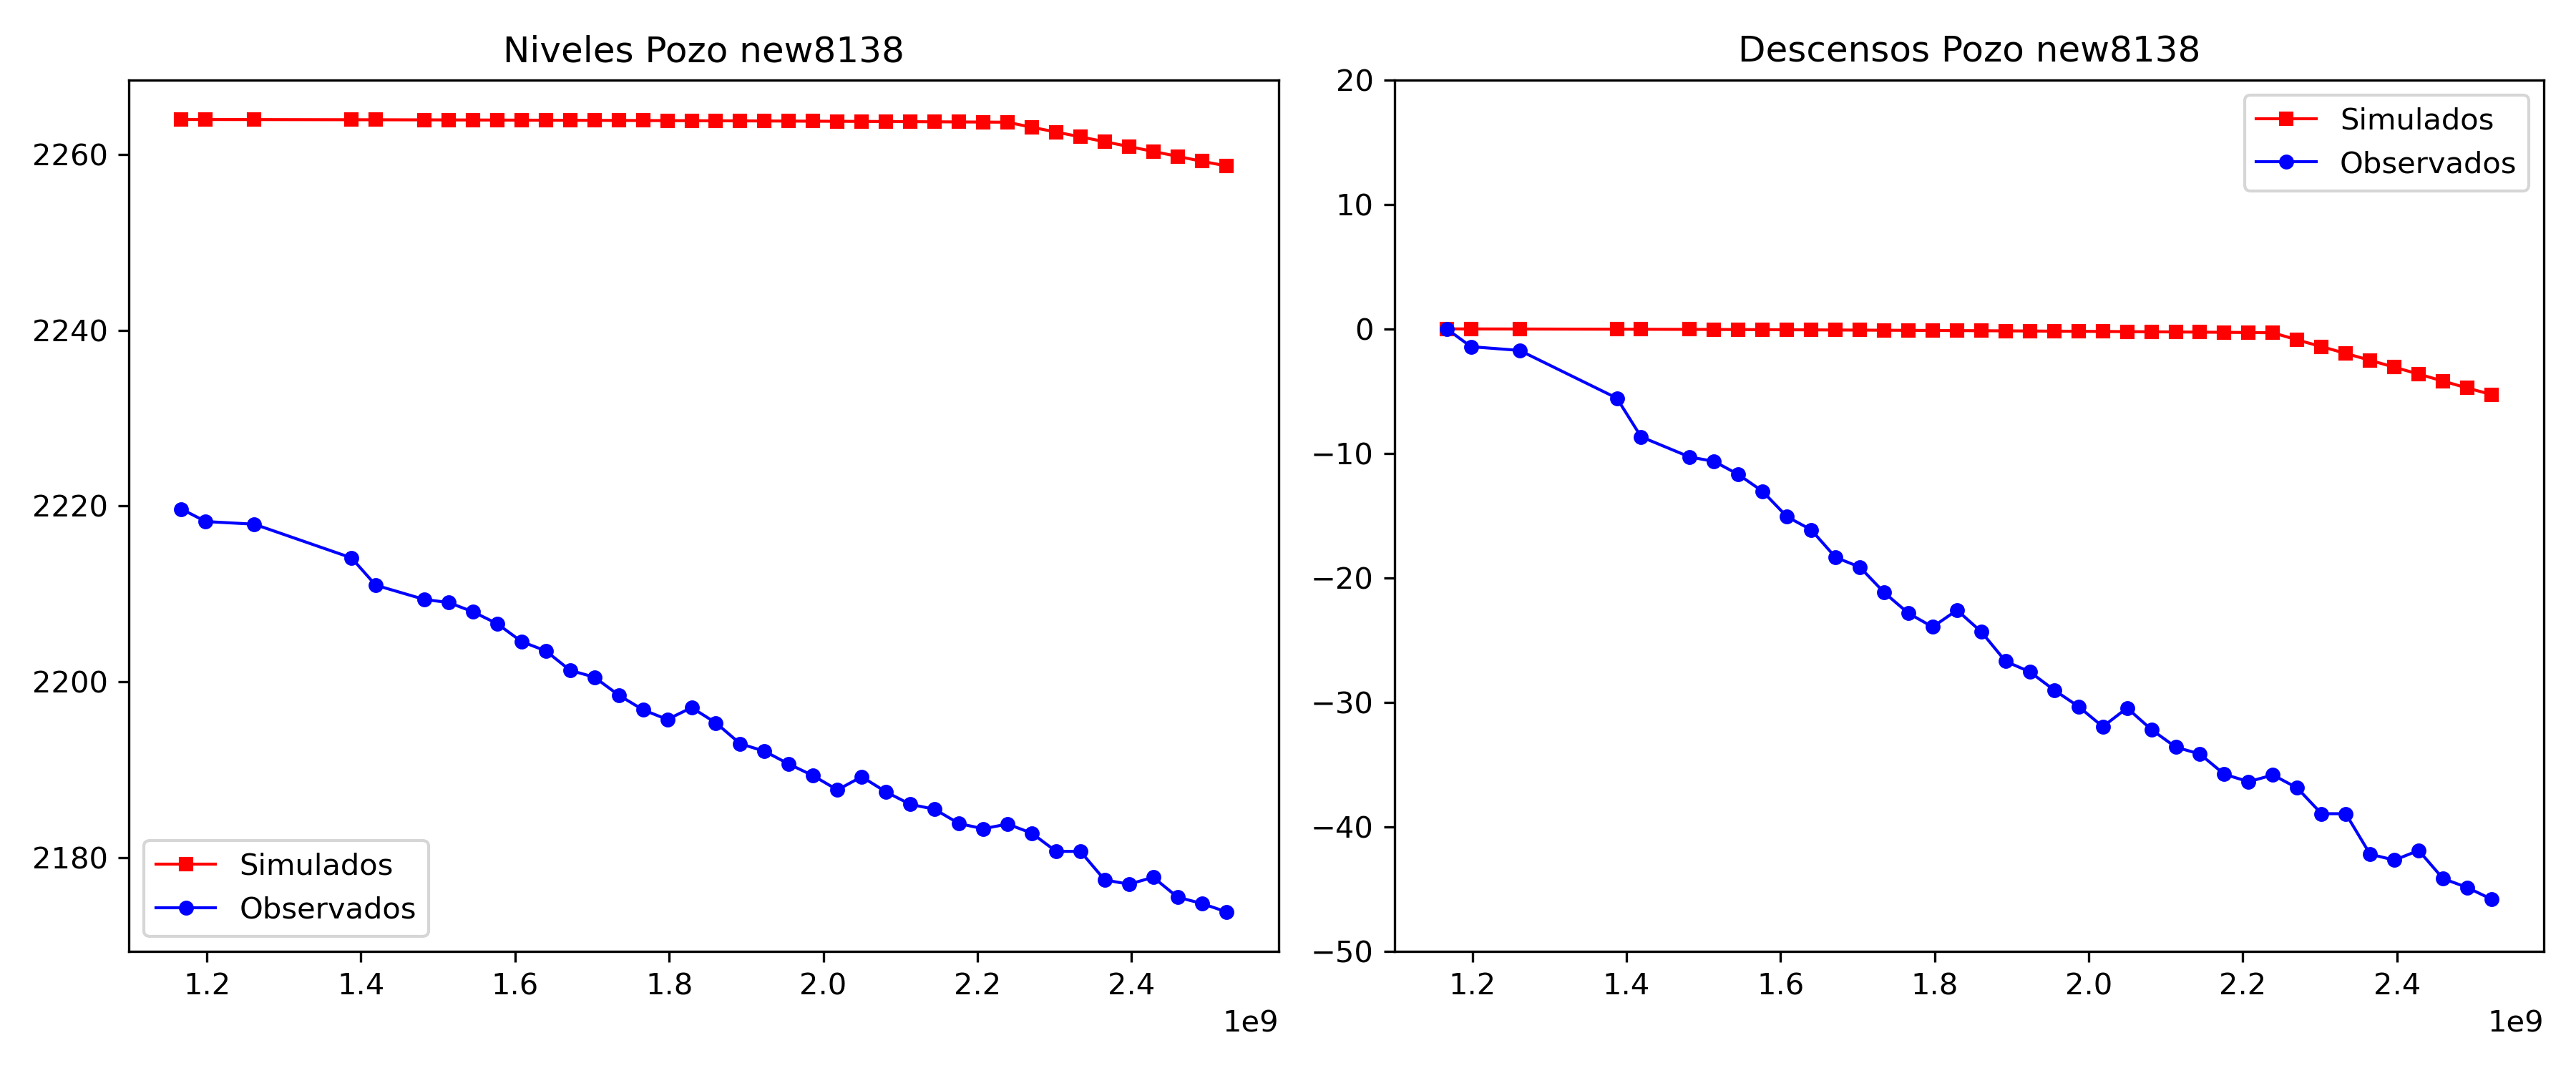 Niveles Pozo new8138
2260
2240
2220
2200
2180
Simulados
Observados
1.2 1.4 1.6 1.8 2.0 2.2 2.4
1e9
Descensos Pozo new8138
20
10
0
−10
−20
−30
−40
−50
Simulados
Observados
1.2 1.4 1.6 1.8 2.0 2.2 2.4
1e9